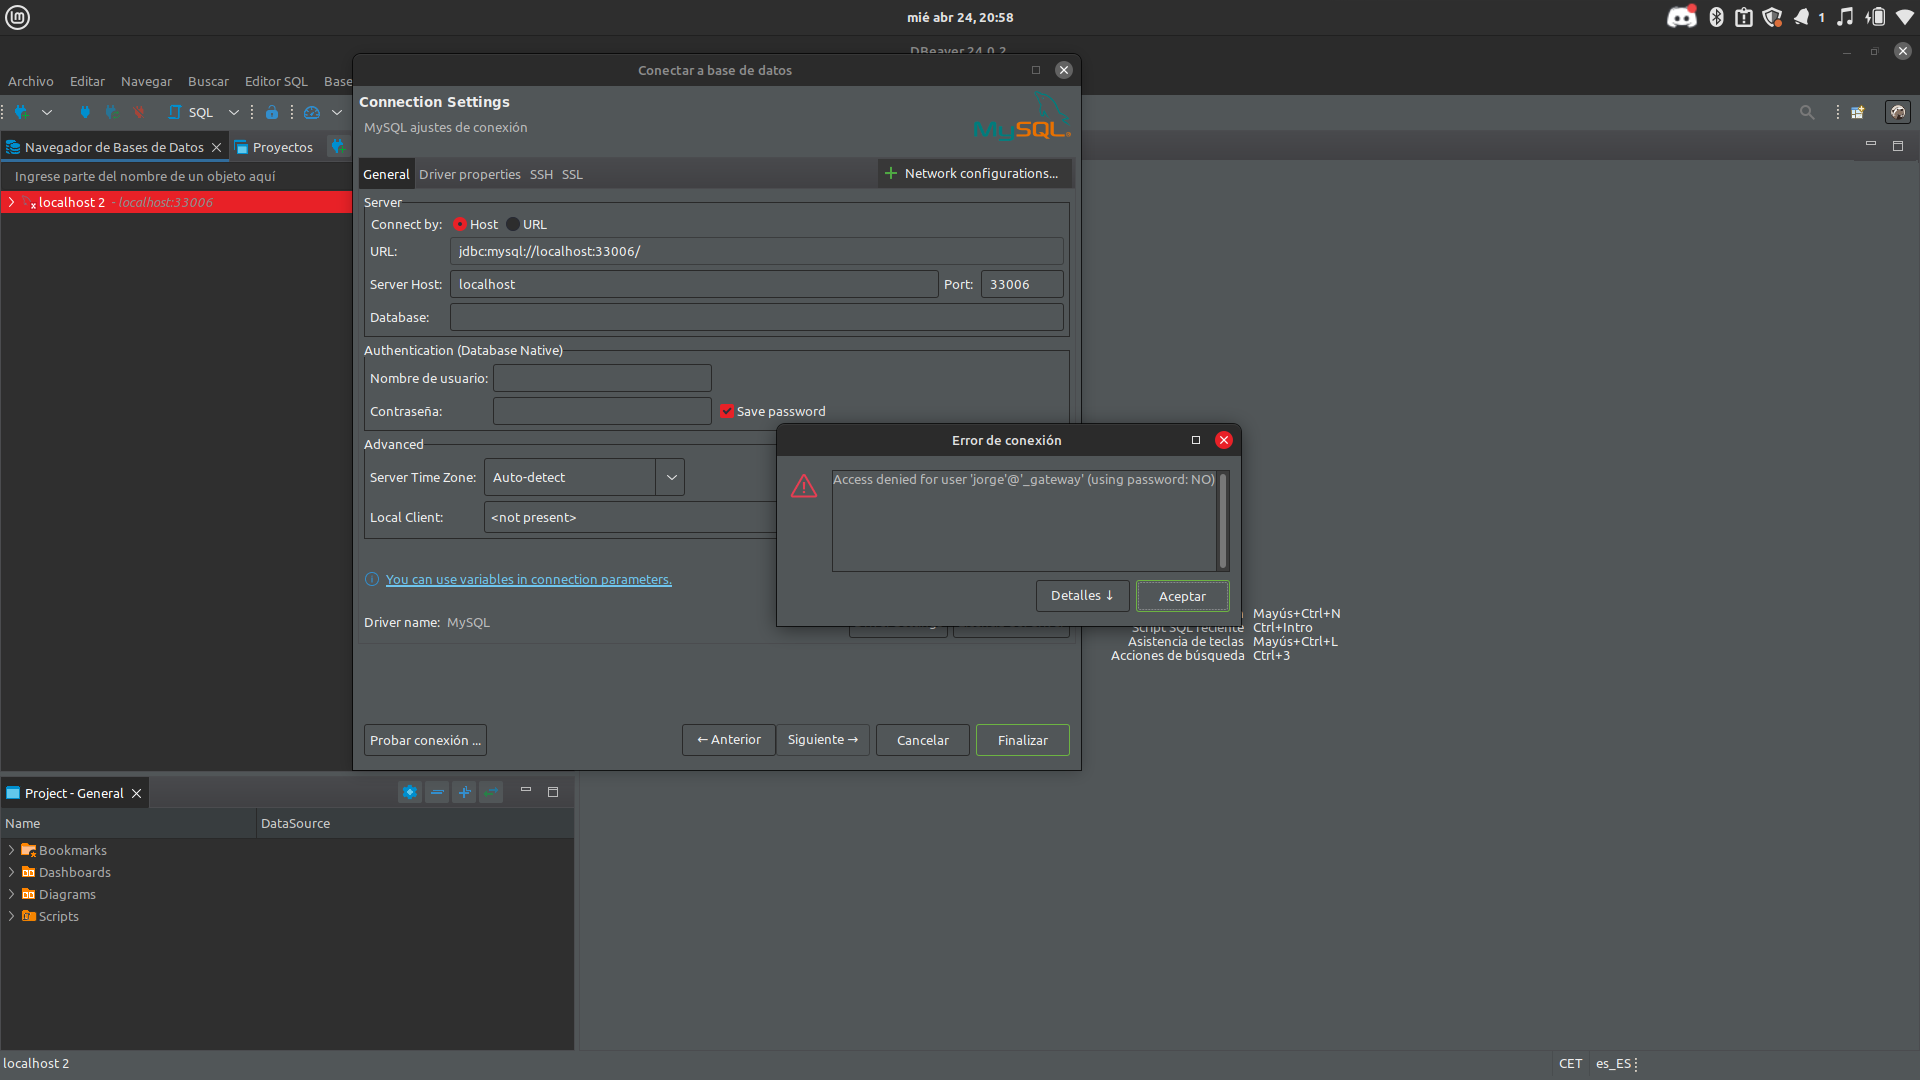 mié abr 24, 20:58
1
DBeaver 24.0.2
Archivo Editar Navegar Buscar Editor SQL Base
SQL
Navegador de Bases de Datos
Proyectos
Ingrese parte del nombre de un objeto aquí
localhost 2 - localhost:33006
Conectar a base de datos
Connection Settings
MySQL ajustes de conexión
MySQL
General Driver properties SSH SSL
Network configurations...
Server
Connect by: Host URL
URL: jdbc:mysql://localhost:33006/
Server Host: localhost Port: 33006
Database:
Authentication (Database Native)
Nombre de usuario:
Contraseña: Save password
Advanced
Server Time Zone: Auto-detect
Local Client: <not present>
You can use variables in connection parameters.
Driver name: MySQL
Probar conexión ...
← Anterior
Siguiente →
Cancelar
Finalizar
Error de conexión
Access denied for user 'jorge'@'_gateway' (using password: NO)
Detalles ↓
Aceptar
Mayús+Ctrl+N
Script SQL reciente Ctrl+Intro
Asistencia de teclas Mayús+Ctrl+L
Acciones de búsqueda Ctrl+3
Project - General
Name DataSource
Bookmarks
Dashboards
Diagrams
Scripts
localhost 2
CET es_ES